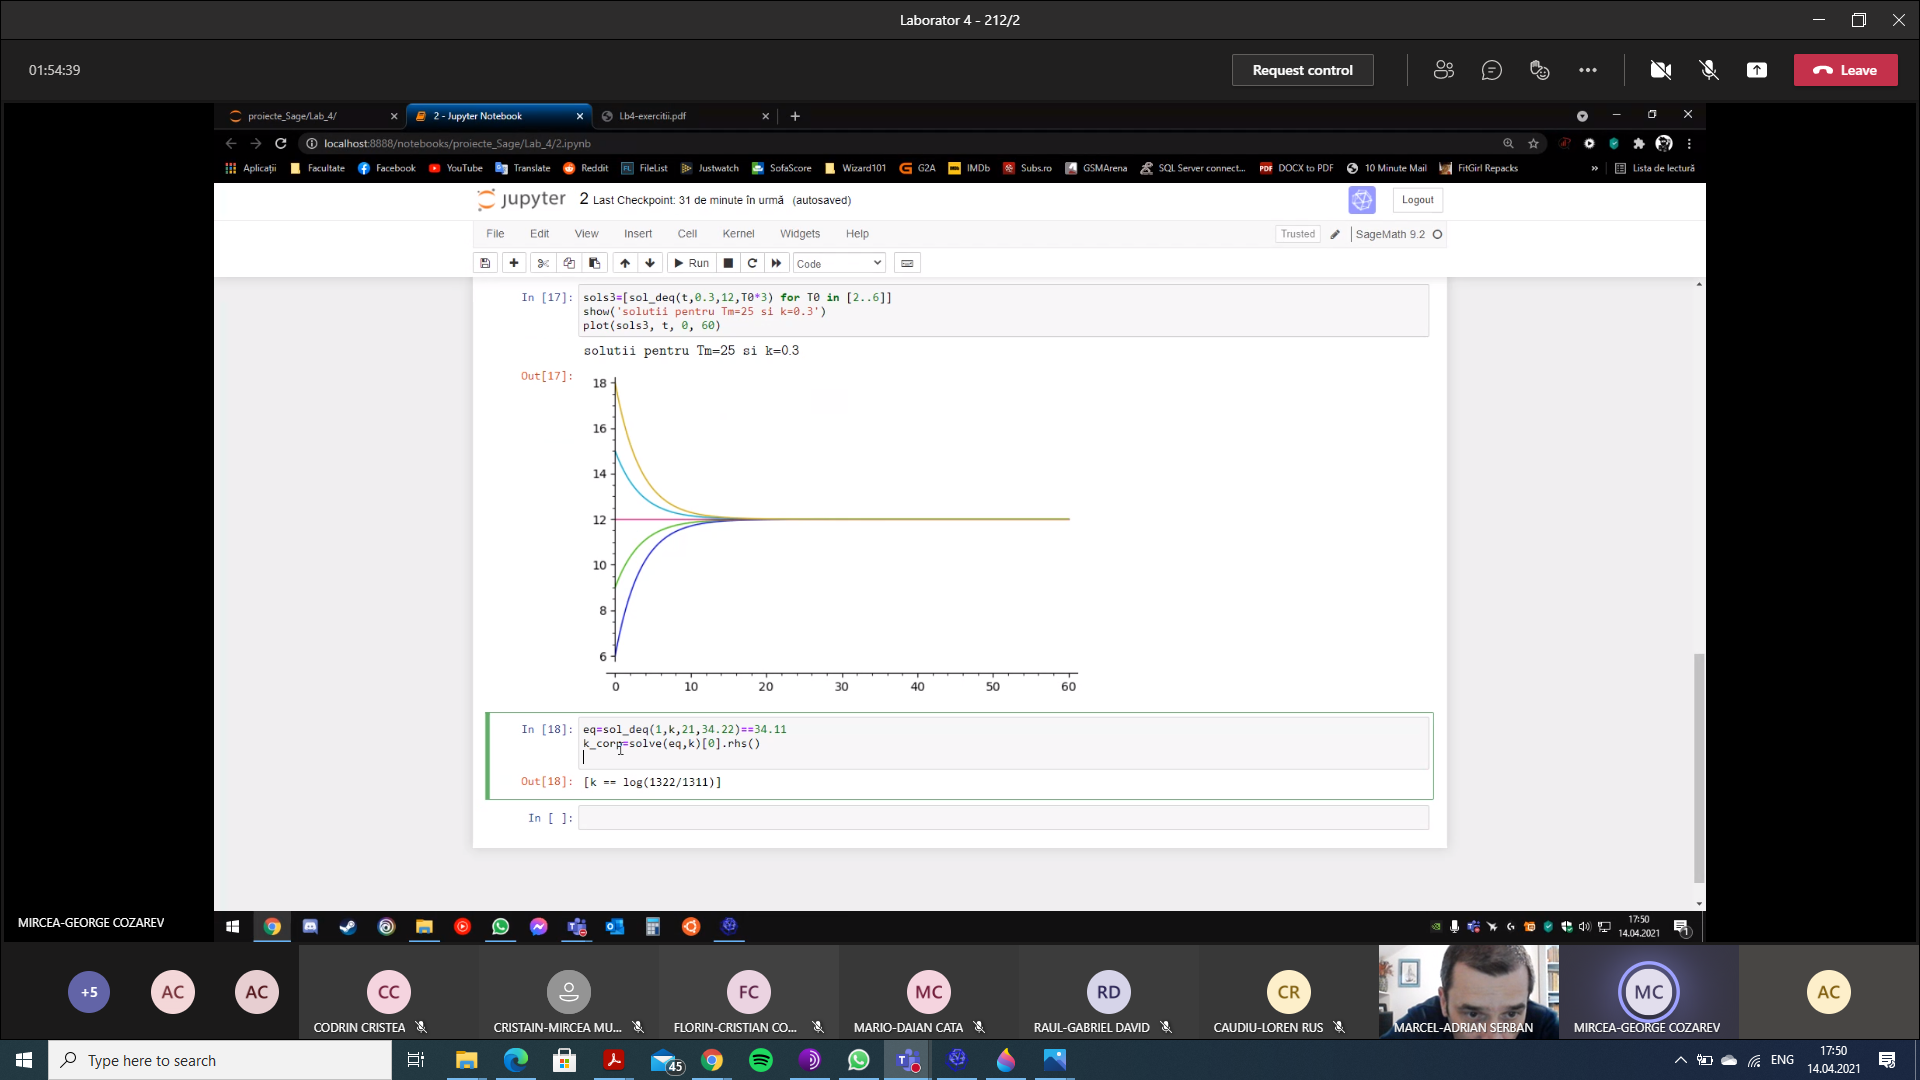 Laborator 4 - 212/2
01:54:39
Request control
Leave
proiecte_Sage/Lab_4/
2 - Jupyter Notebook
Lb4-exercitii.pdf
localhost:8888/notebooks/proiecte_Sage/Lab_4/2.ipynb
Aplicații
Facultate
Facebook
YouTube
Translate
Reddit
FileList
Justwatch
SofaScore
Wizard101
G2A
IMDb
Subs.ro
GSMArena
SQL Server connect...
DOCX to PDF
10 Minute Mail
FitGirl Repacks
»
Lista de lectură
jupyter 2 Last Checkpoint: 31 de minute în urmă (autosaved)
Logout
File Edit View Insert Cell Kernel Widgets Help
Trusted
SageMath 9.2
Run
Code
In [17]: sols3=[sol_deq(t,0.3,12,T0*3) for T0 in [2..6]]
show('solutii pentru Tm=25 si k=0.3')
plot(sols3, t, 0, 60)
solutii pentru Tm=25 si k=0.3
Out[17]:
18
16
14
12
10
8
6
0 10 20 30 40 50 60
In [18]: eq=sol_deq(1,k,21,34.22)==34.11
k_corp=solve(eq,k)[0].rhs()
Out[18]: [k == log(1322/1311)]
In [ ]:
MIRCEA-GEORGE COZAREV
17:50
14.04.2021
1
+5
AC
AC
CC
CODRIN CRISTEA
CRISTAIN-MIRCEA MU...
FC
FLORIN-CRISTIAN CO...
MC
MARIO-DAIAN CATA
RD
RAUL-GABRIEL DAVID
CR
CAUDIU-LOREN RUS
MARCEL-ADRIAN SERBAN
MC
MIRCEA-GEORGE COZAREV
AC
Type here to search
45
ENG
17:50
14.04.2021